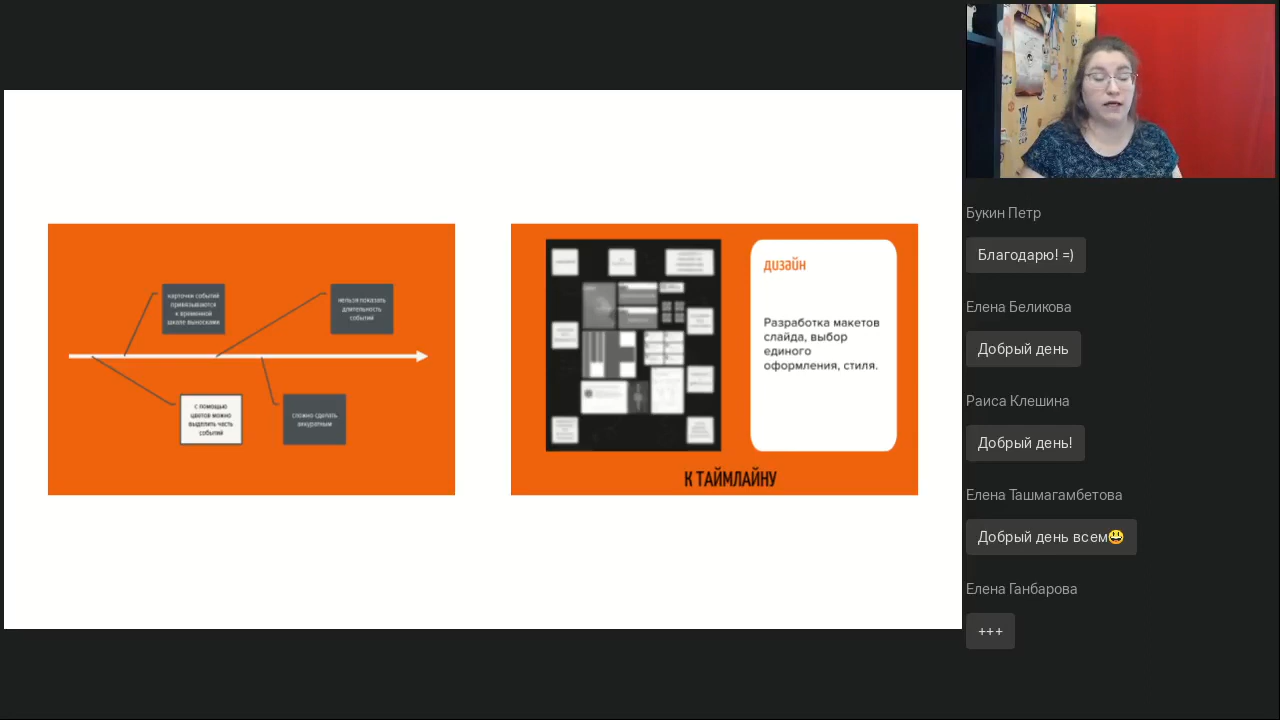 карточки событий
привязываются
к временной
шкале выносками
нельзя показать
длительность
событий
с помощью
цветов можно
выделить часть
событий
сложно сделать
аккуратным
дизайн
Разработка макетов
слайда, выбор
единого
оформления, стиля.
К ТАЙМЛАЙНУ
Букин Петр
Благодарю! =)
Елена Беликова
Добрый день
Раиса Клешина
Добрый день!
Елена Ташмагамбетова
Добрый день всем😃
Елена Ганбарова
+++